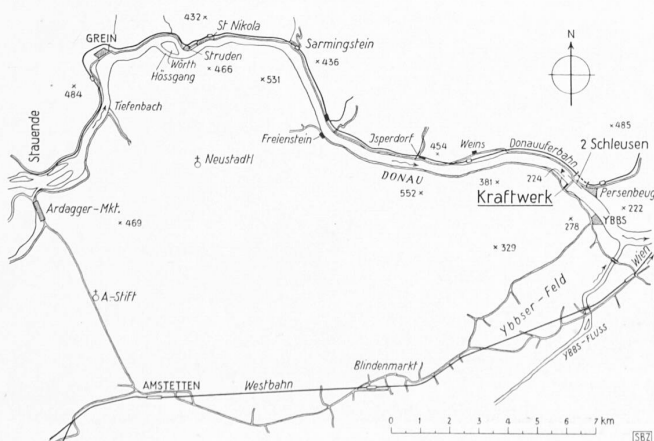 432 ×
St Nikola
GREIN
Struden
Sarmingstein
N
Wörth
Hössgang
× 466
× 436
× 531
× 484
Tiefenbach
Stauende
Freienstein
Isperdorf
454
×
Weins
Donauuferbahn
× 485
2 Schleusen
Neustadtl
DONAU
552 ×
381 ×
224
Persenbeug
Kraftwerk
× 222
Ardagger-Mkt.
× 469
×
278
YBBS
× 329
Wien
A.-Stift
Ybbser-Feld
YBBS-FLUSS
Blindenmarkt
AMSTETTEN
Westbahn
0 1 2 3 4 5 6 7 km
SBZ